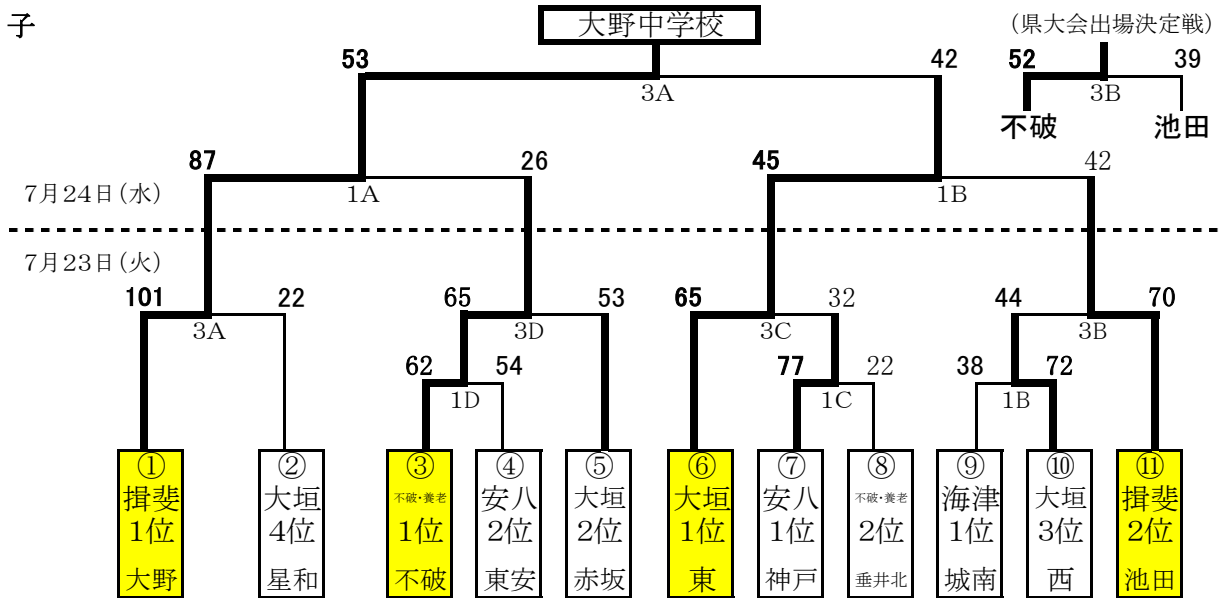 子
大野中学校
(県大会出場決定戦)
53
42
52
39
3A
3B
不破
池田
87
26
45
42
7月24日(水)
1A
1B
7月23日(火)
101
22
65
53
65
32
44
70
3A
3D
3C
3B
62
54
77
22
38
72
1D
1C
1B
① ② ③ ④ ⑤ ⑥ ⑦ ⑧ ⑨ ⑩ ⑪
揖斐 大垣 不破・養老 安八 大垣 大垣 安八 不破・養老 海津 大垣 揖斐
1位 4位 1位 2位 2位 1位 1位 2位 1位 3位 2位
大野 星和 不破 東安 赤坂 東 神戸 垂井北 城南 西 池田